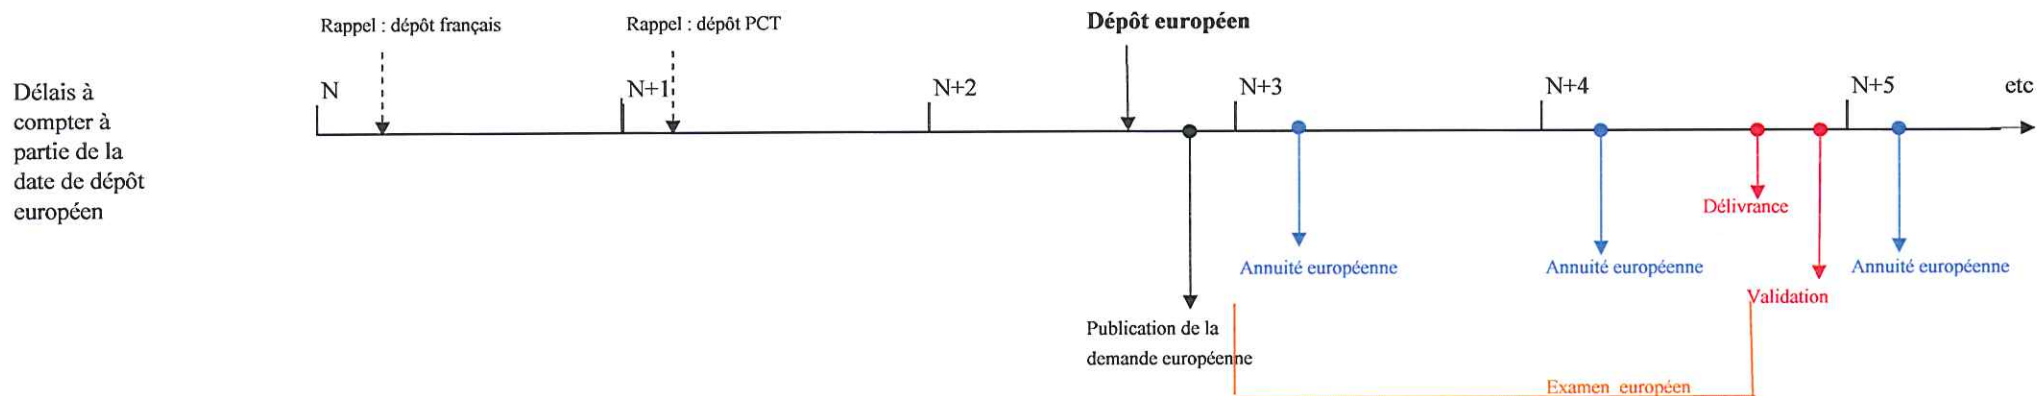 Rappel : dépôt français
Rappel : dépôt PCT
Dépôt européen
Délais à
compter à
partie de la
date de dépôt
européen
N
N+1
N+2
N+3
N+4
N+5
etc
Délivrance
Annuité européenne
Annuité européenne
Annuité européenne
Validation
Publication de la
demande européenne
Examen européen